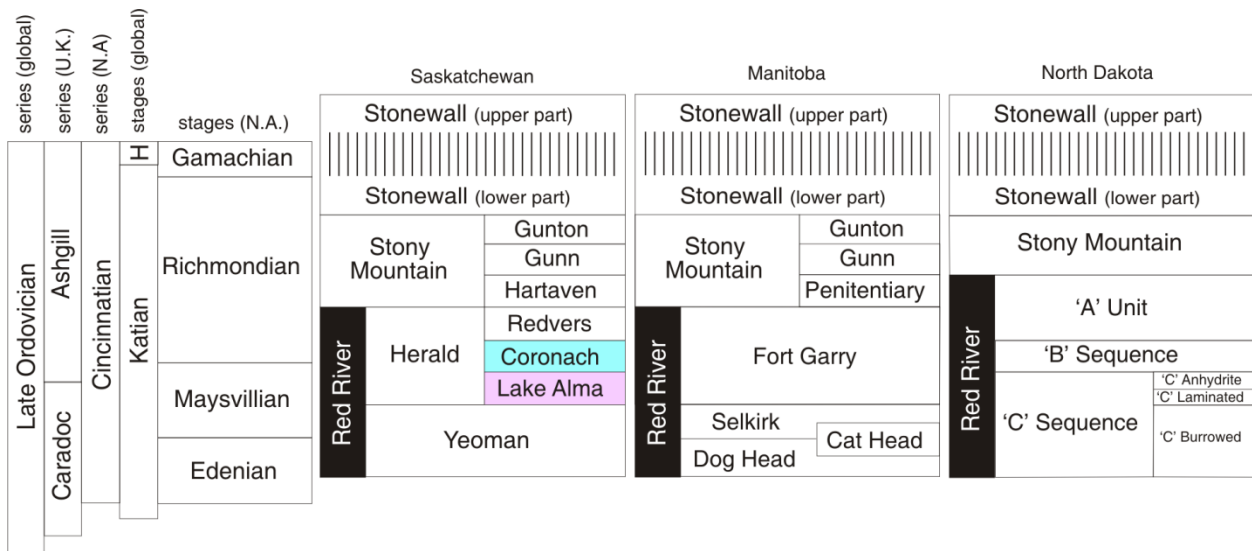 series (global)
series (U.K.)
series (N.A)
stages (global)
stages (N.A.)
Late Ordovician
Ashgill
Caradoc
Cincinnatian
H
Katian
Gamachian
Richmondian
Maysvillian
Edenian
Saskatchewan
Stonewall (upper part)
Stonewall (lower part)
Stony
Mountain
Gunton
Gunn
Hartaven
Red River
Herald
Redvers
Coronach
Lake Alma
Yeoman
Manitoba
Stonewall (upper part)
Stonewall (lower part)
Stony
Mountain
Gunton
Gunn
Penitentiary
Red River
Fort Garry
Selkirk
Cat Head
Dog Head
North Dakota
Stonewall (upper part)
Stonewall (lower part)
Stony Mountain
Red River
‘A’ Unit
‘B’ Sequence
‘C’ Sequence
‘C’ Anhydrite
‘C’ Laminated
‘C’ Burrowed